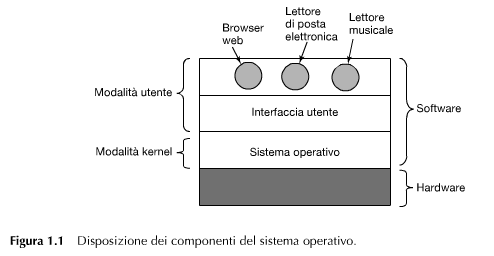 Browser
web
Lettore
di posta
elettronica
Lettore
musicale
Modalità utente
Interfaccia utente
Software
Modalità kernel
Sistema operativo
Hardware
Figura 1.1 Disposizione dei componenti del sistema operativo.